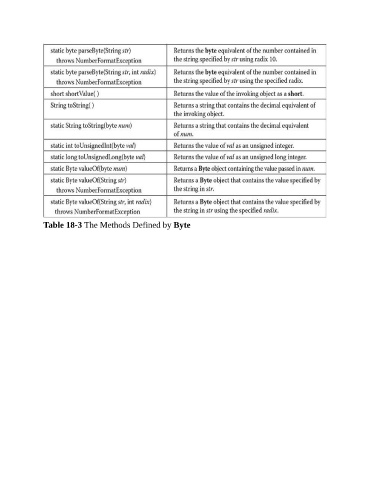 static byte parseByte(String str)
throws NumberFormatException
Returns the byte equivalent of the number contained in
the string specified by str using radix 10.
static byte parseByte(String str, int radix)
throws NumberFormatException
Returns the byte equivalent of the number contained in
the string specified by str using the specified radix.
short shortValue( )
Returns the value of the invoking object as a short.
String toString( )
Returns a string that contains the decimal equivalent of
the invoking object.
static String toString(byte num)
Returns a string that contains the decimal equivalent
of num.
static int toUnsignedInt(byte val)
Returns the value of val as an unsigned integer.
static long toUnsignedLong(byte val)
Returns the value of val as an unsigned long integer.
static Byte valueOf(byte num)
Returns a Byte object containing the value passed in num.
static Byte valueOf(String str)
throws NumberFormatException
Returns a Byte object that contains the value specified by
the string in str.
static Byte valueOf(String str, int radix)
throws NumberFormatException
Returns a Byte object that contains the value specified by
the string in str using the specified radix.
Table 18-3 The Methods Defined by Byte